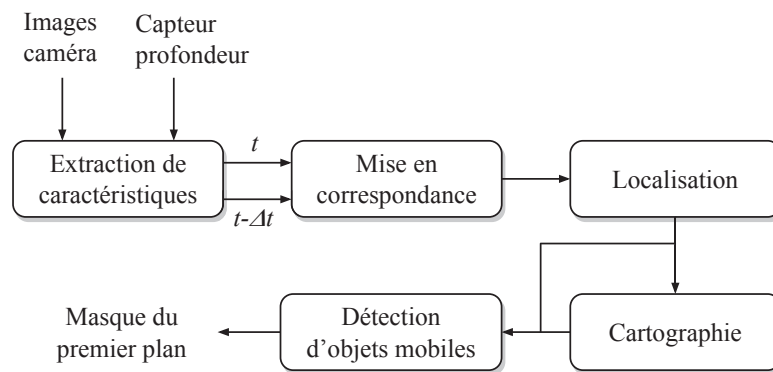 Images
caméra
Capteur
profondeur
Extraction de
caractéristiques
t
t-Δt
Mise en
correspondance
Localisation
Masque du
premier plan
Détection
d'objets mobiles
Cartographie